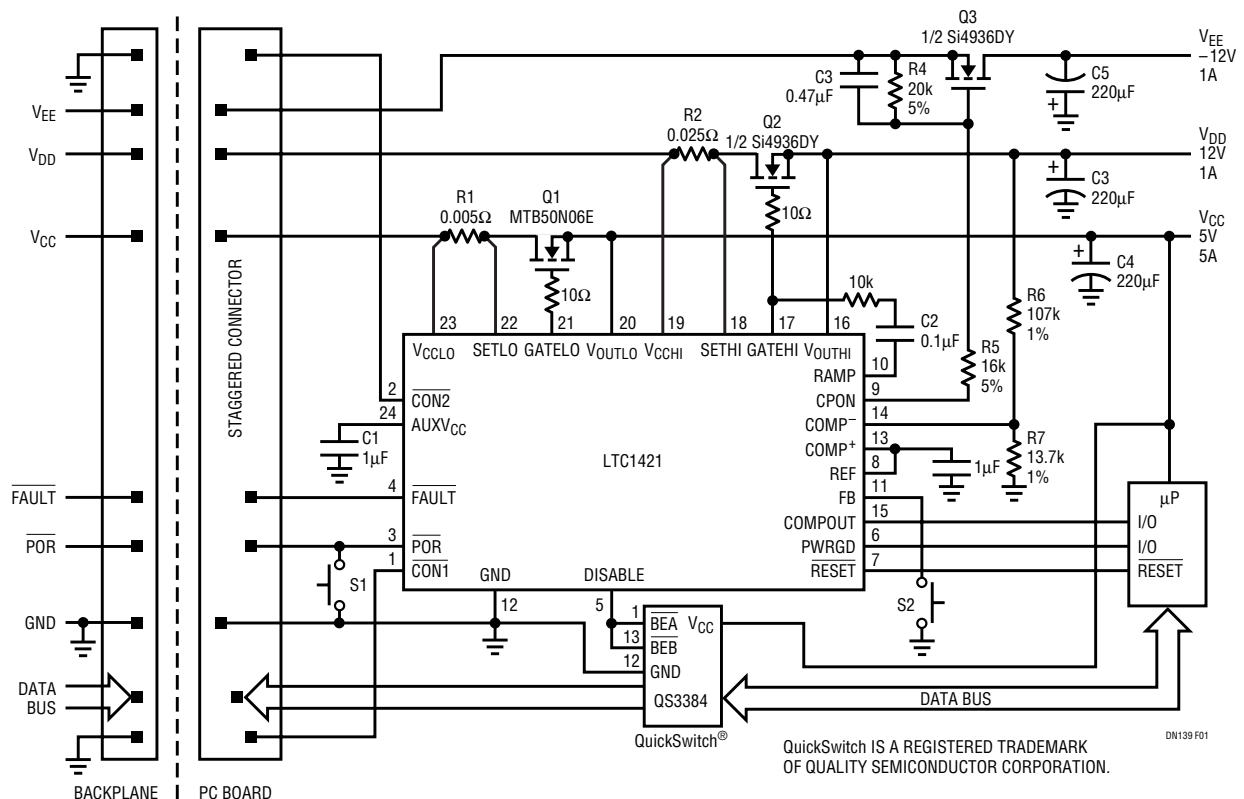 Q3
1/2 Si4936DY
VEE
–12V
1A
C3
0.47µF
R4
20k
5%
C5
220µF
+
VEE
R2
0.025Ω
Q2
1/2 Si4936DY
VDD
12V
1A
VDD
+
C3
220µF
R1
0.005Ω
Q1
MTB50N06E
10Ω
VCC
5V
5A
VCC
+
C4
220µF
10Ω
10k
R6
107k
1%
STAGGERED CONNECTOR
23
22
21
20
19
18
17
16
C2
0.1µF
VCCLO
SETLO
GATELO
VOUTLO
VCCHI
SETHI
GATEHI
VOUTHI
R5
16k
5%
10
RAMP
2
CON2
9
CPON
24
AUXVCC
14
COMP–
C1
1µF
13
COMP+
LTC1421
8
REF
1µF
R7
13.7k
1%
FAULT
4
FAULT
11
FB
µP
15
COMPOUT
I/O
POR
3
POR
6
PWRGD
I/O
1
CON1
7
RESET
RESET
S1
GND
DISABLE
12
5
S2
GND
1
BEA
VCC
13
BEB
12
GND
DATA
BUS
QS3384
DATA BUS
QuickSwitch®
DN139 F01
QuickSwitch IS A REGISTERED TRADEMARK
OF QUALITY SEMICONDUCTOR CORPORATION.
BACKPLANE
PC BOARD